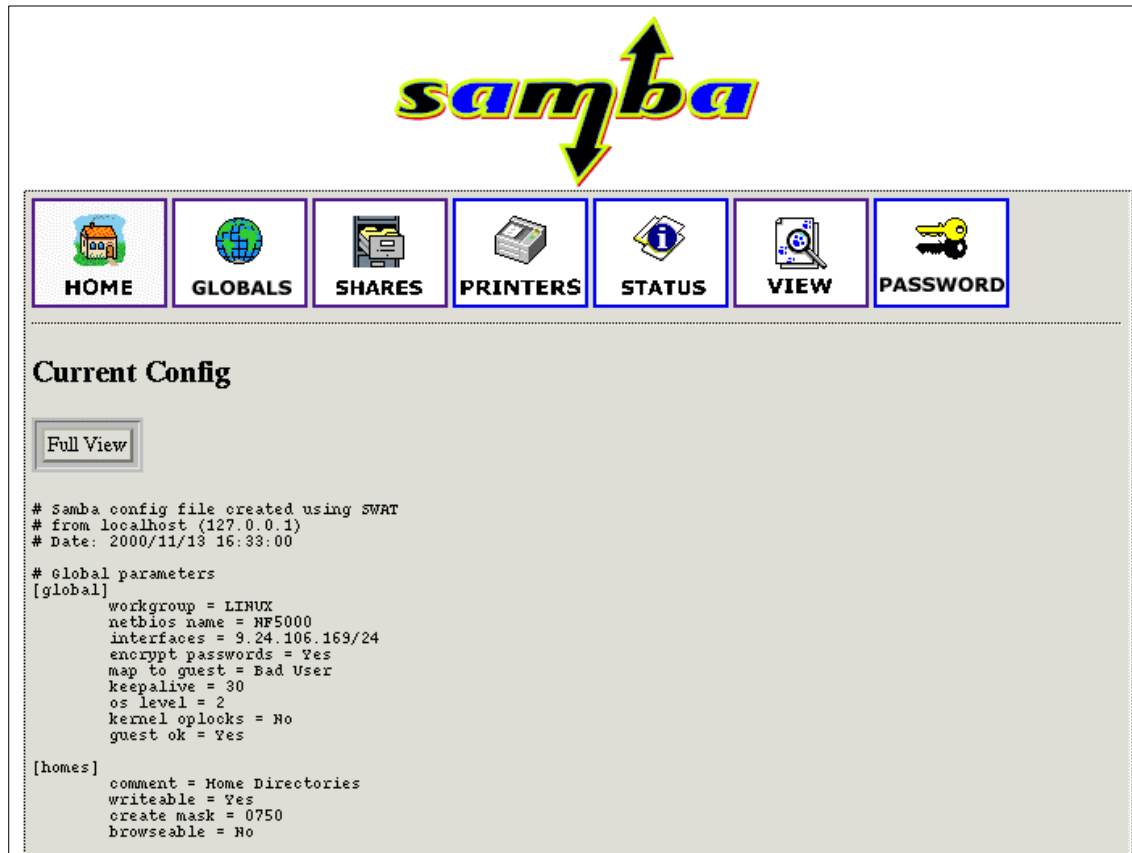 samba
HOME GLOBALS SHARES PRINTERS STATUS VIEW PASSWORD
Current Config
Full View
# Samba config file created using SWAT
# from localhost (127.0.0.1)
# Date: 2000/11/13 16:33:00
# Global parameters
[global]
workgroup = LINUX
netbios name = NF5000
interfaces = 9.24.106.169/24
encrypt passwords = Yes
map to guest = Bad User
keepalive = 30
os level = 2
kernel oplocks = No
guest ok = Yes
[homes]
comment = Home Directories
writeable = Yes
create mask = 0750
browseable = No